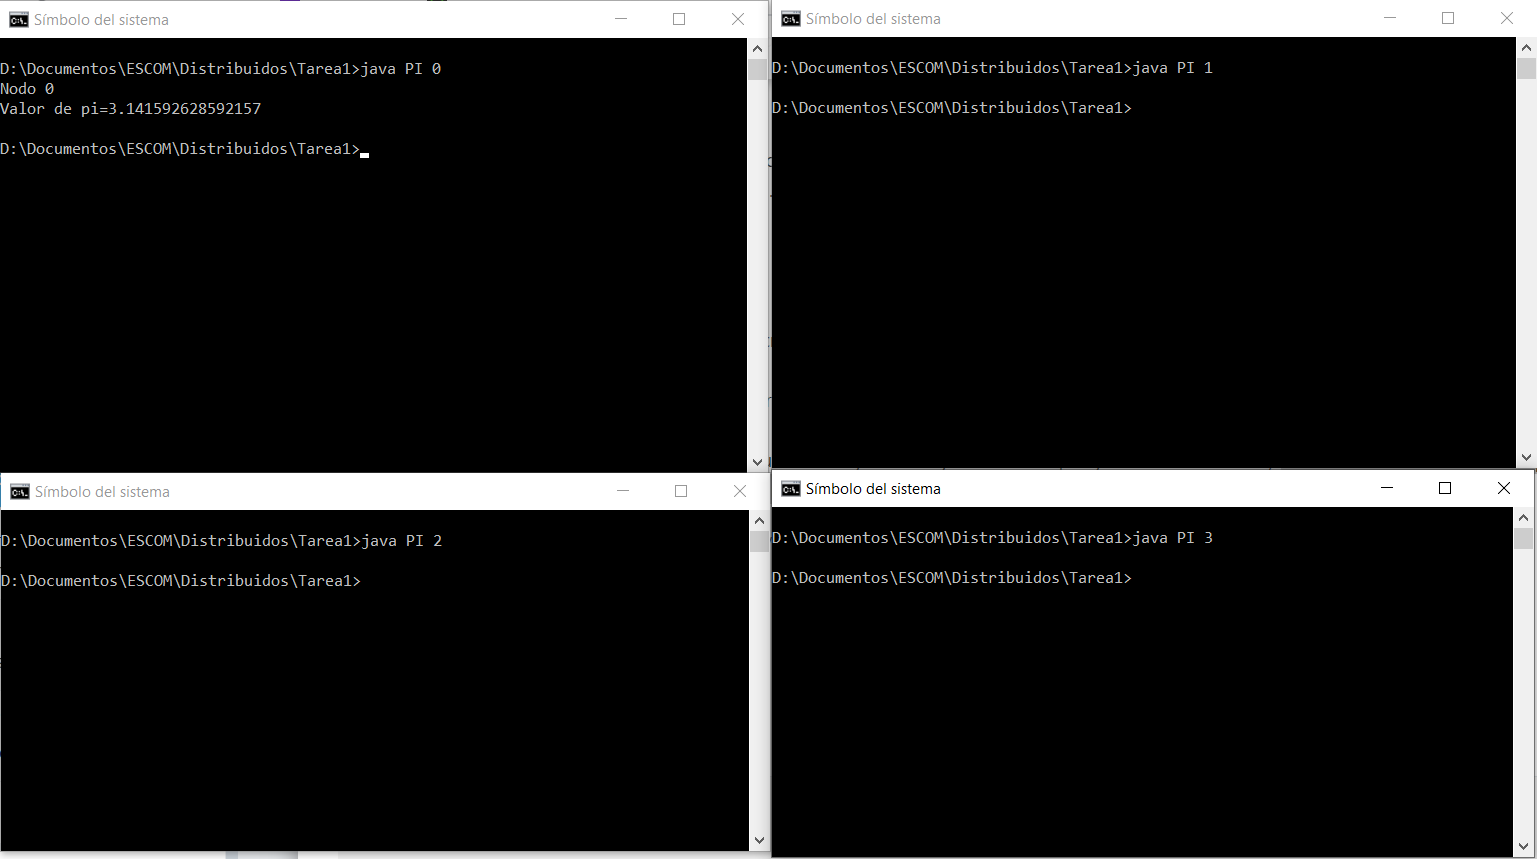 Símbolo del sistema
D:\Documentos\ESCOM\Distribuidos\Tarea1>java PI 0
Nodo 0
Valor de pi=3.141592628592157
D:\Documentos\ESCOM\Distribuidos\Tarea1>
Símbolo del sistema
D:\Documentos\ESCOM\Distribuidos\Tarea1>java PI 1
D:\Documentos\ESCOM\Distribuidos\Tarea1>
Símbolo del sistema
D:\Documentos\ESCOM\Distribuidos\Tarea1>java PI 2
D:\Documentos\ESCOM\Distribuidos\Tarea1>
Símbolo del sistema
D:\Documentos\ESCOM\Distribuidos\Tarea1>java PI 3
D:\Documentos\ESCOM\Distribuidos\Tarea1>